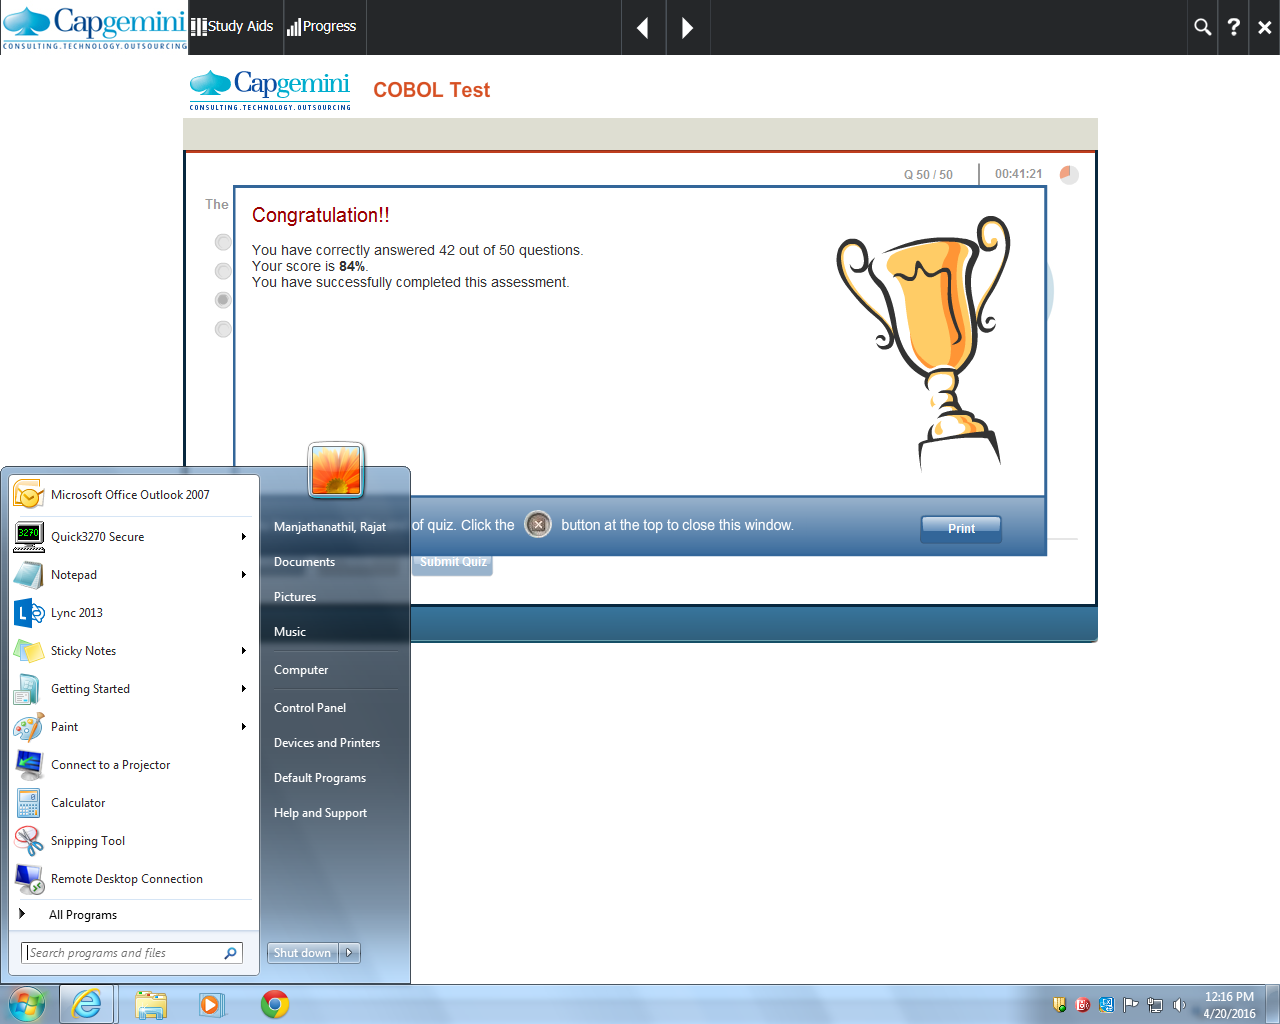 Capgemini
CONSULTING.TECHNOLOGY.OUTSOURCING
Study Aids
Progress
Capgemini
CONSULTING.TECHNOLOGY.OUTSOURCING
COBOL Test
Q 50 / 50
00:41:21
The
Congratulation!!
You have correctly answered 42 out of 50 questions.
Your score is 84%.
You have successfully completed this assessment.
of quiz. Click the button at the top to close this window.
Print
Submit Quiz
Microsoft Office Outlook 2007
3270
Quick3270 Secure
Notepad
Lync 2013
Sticky Notes
Getting Started
Paint
Connect to a Projector
Calculator
Snipping Tool
Remote Desktop Connection
All Programs
Search programs and files
Manjathanathil, Rajat
Documents
Pictures
Music
Computer
Control Panel
Devices and Printers
Default Programs
Help and Support
Shut down
12:16 PM
4/20/2016